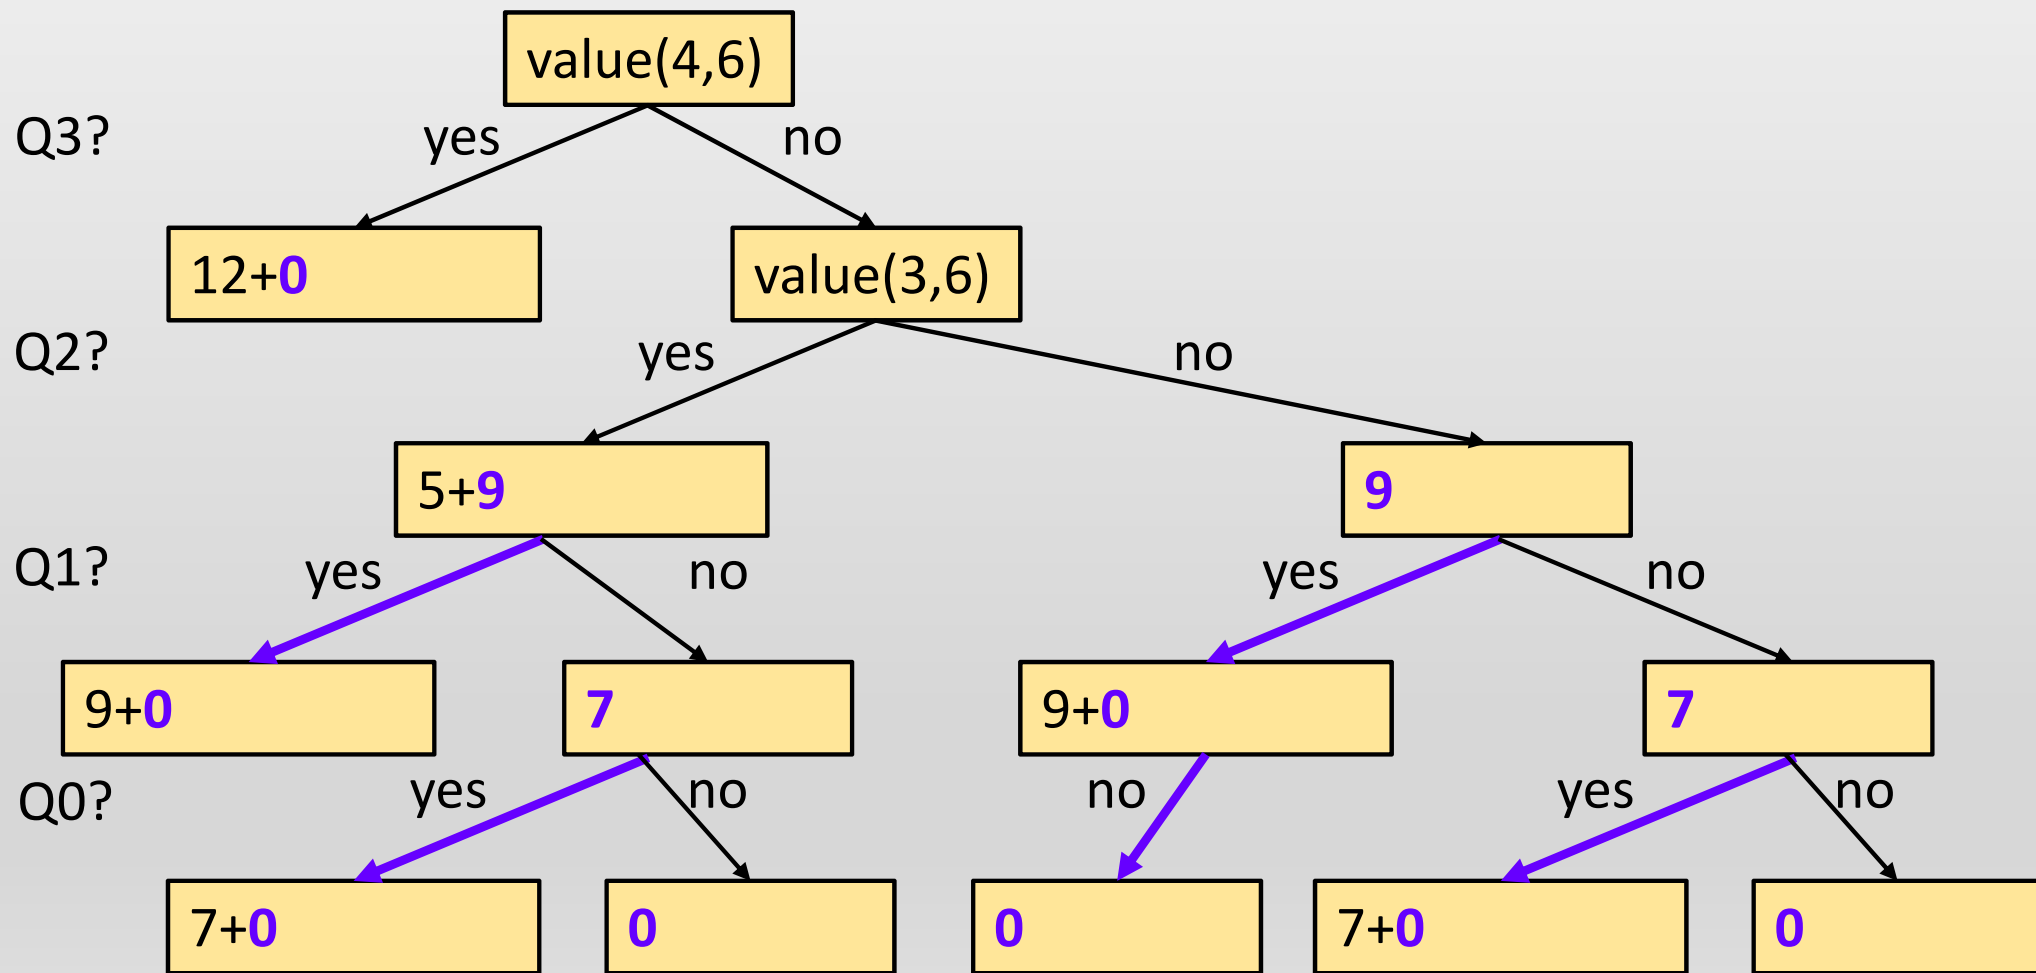 value(4,6)
Q3? yes no
12+0 value(3,6)
Q2? yes no
5+9 9
Q1? yes no yes no
9+0 7 9+0 7
Q0? yes no no yes no
7+0 0 0 7+0 0